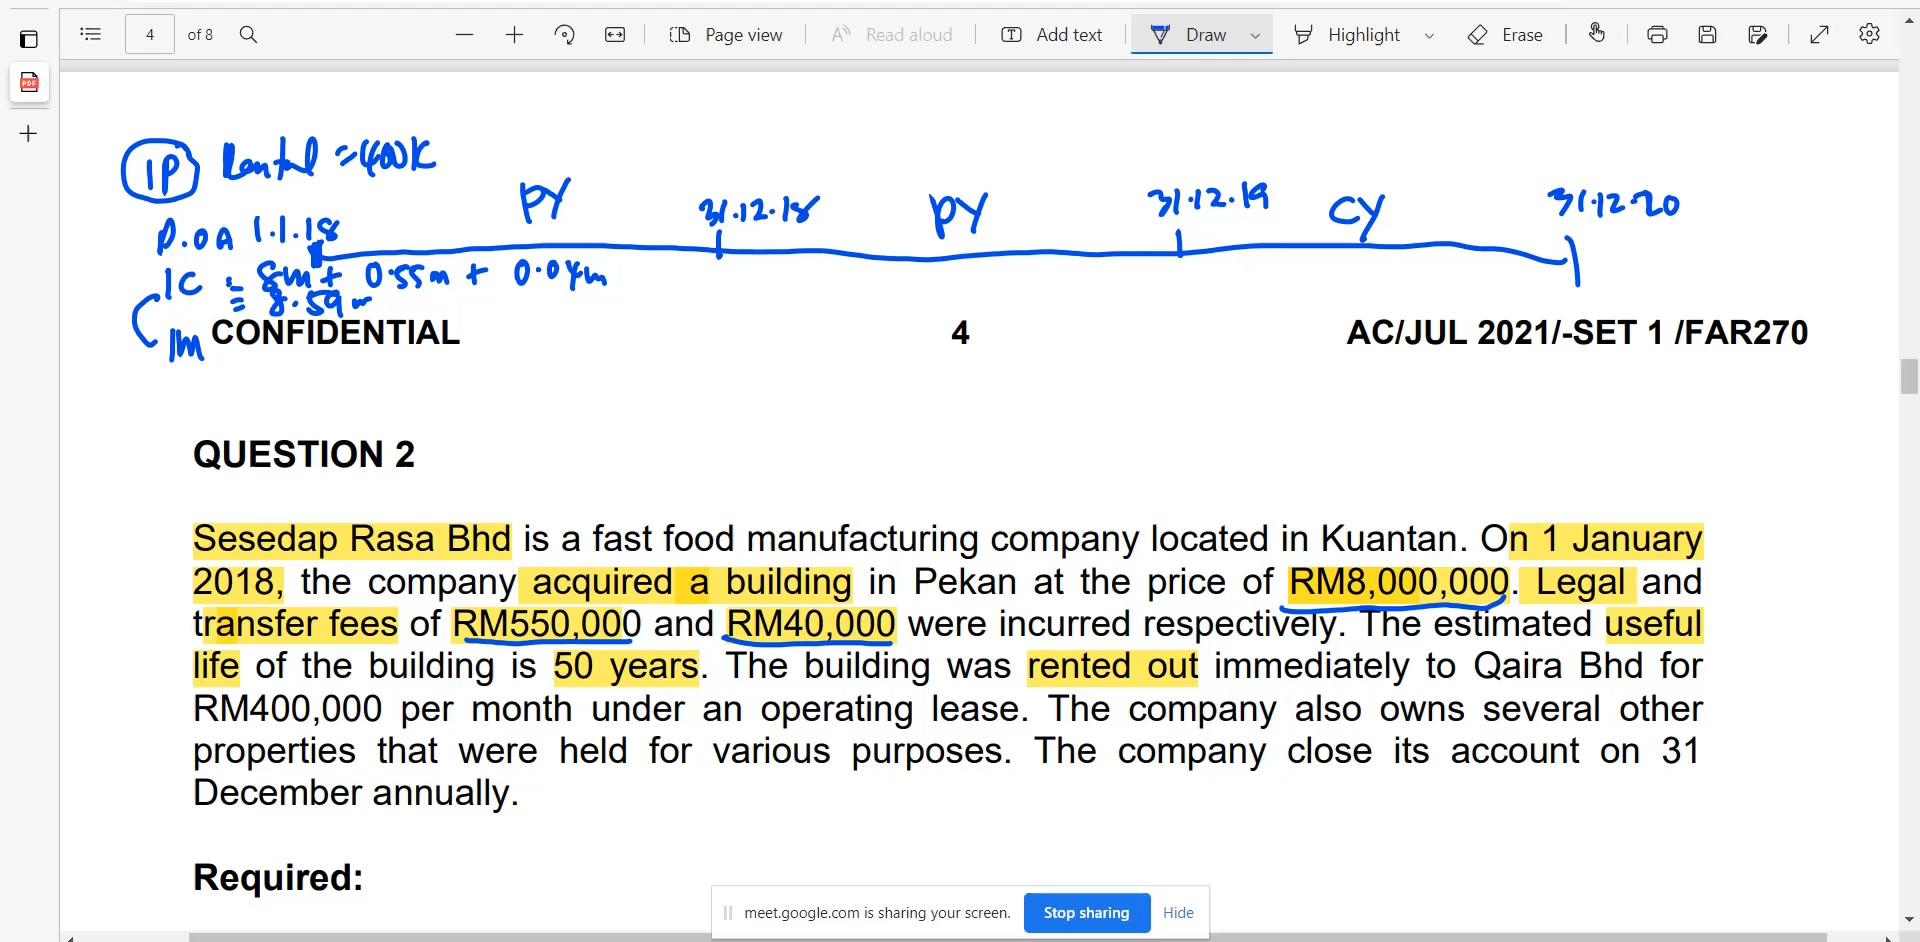 4 of 8 Page view Read aloud Add text Draw Highlight Erase
PDF
IP Rental = 400K
PY 31.12.18 PY 31.12.19 CY 31.12.20
D.O.A 1.1.18
IC = 8m + 0.55m + 0.04m
= 8.59m
1m
CONFIDENTIAL 4 AC/JUL 2021/-SET 1 /FAR270
QUESTION 2
Sesedap Rasa Bhd is a fast food manufacturing company located in Kuantan. On 1 January
2018, the company acquired a building in Pekan at the price of RM8,000,000. Legal and
transfer fees of RM550,000 and RM40,000 were incurred respectively. The estimated useful
life of the building is 50 years. The building was rented out immediately to Qaira Bhd for
RM400,000 per month under an operating lease. The company also owns several other
properties that were held for various purposes. The company close its account on 31
December annually.
Required:
meet.google.com is sharing your screen. Stop sharing Hide